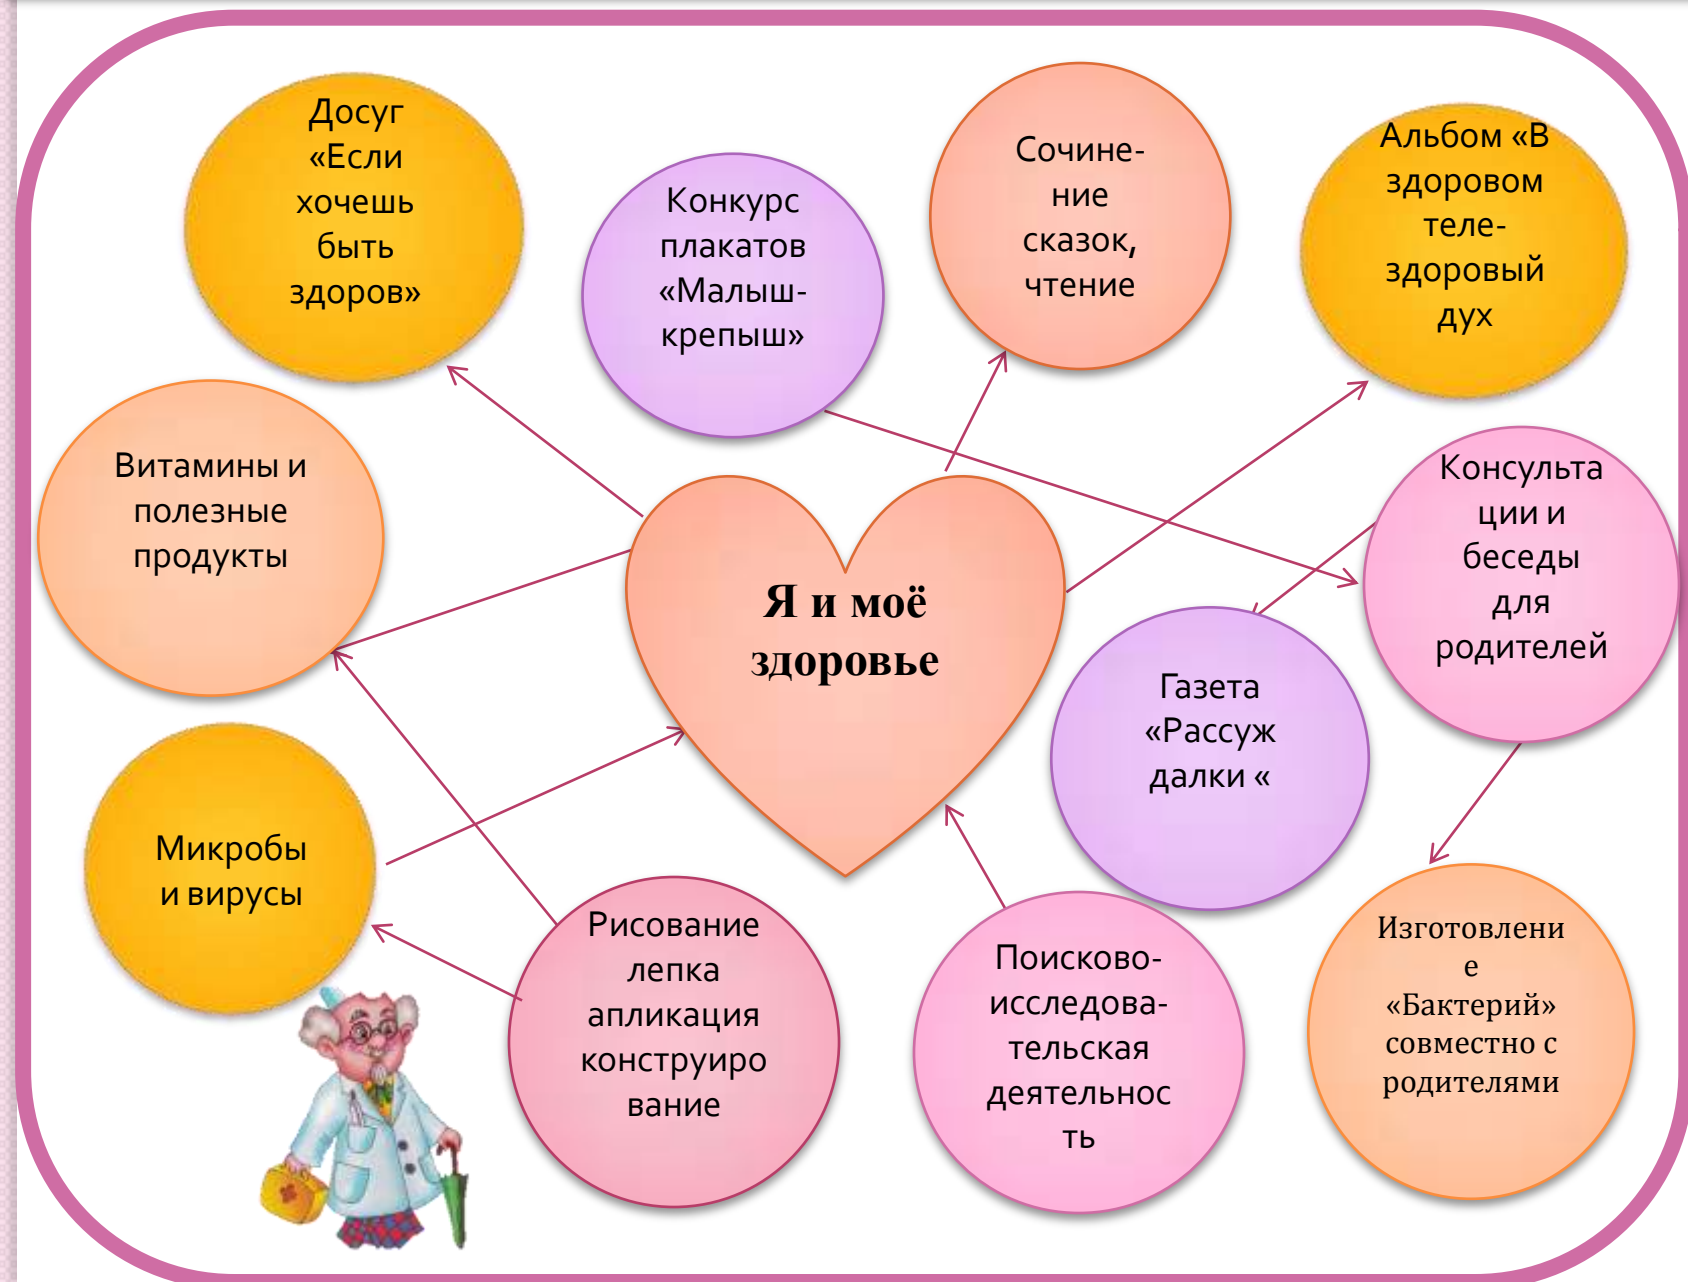 Досуг
«Если
хочешь
быть
здоров»
Конкурс
плакатов
«Малыш-
крепыш»
Сочине-
ние
сказок,
чтение
Альбом «В
здоровом
теле-
здоровый
дух
Витамины и
полезные
продукты
Консульта
ции и
беседы
для
родителей
Я и моё
здоровье
Газета
«Рассуж
далки «
Микробы
и вирусы
Рисование
лепка
апликация
конструиро
вание
Поисково-
исследова-
тельская
деятельнос
ть
Изготовлени
е
«Бактерий»
совместно с
родителями